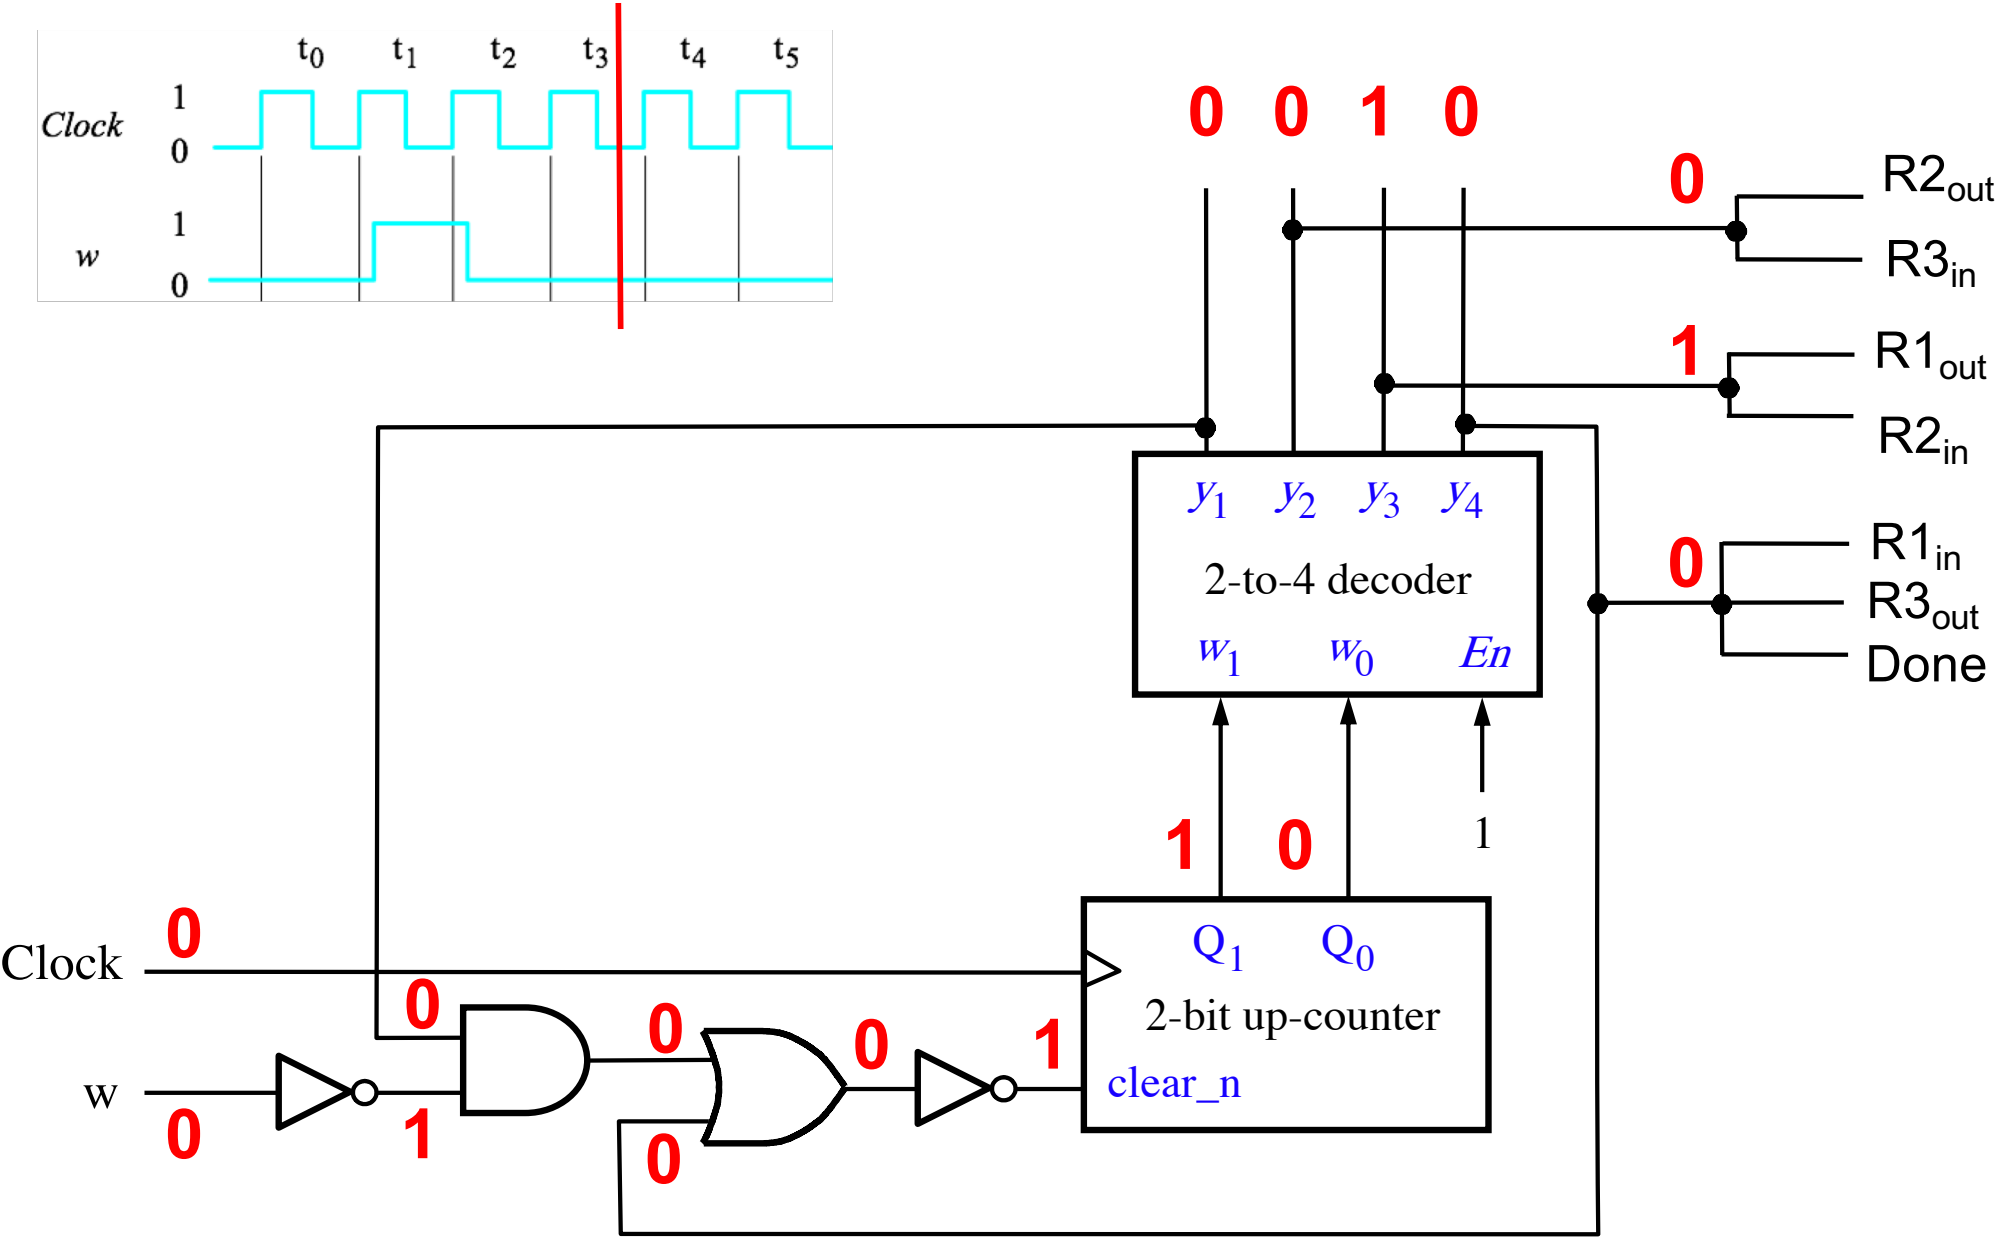 t0 t1 t2 t3 t4 t5
1
Clock
0
1
w
0
0 0 1 0
0
R2out
R3in
1
R1out
R2in
y1 y2 y3 y4
2-to-4 decoder
w1 w0 En
0
R1in
R3out
Done
1 0 1
Clock 0
Q1 Q0
2-bit up-counter
clear_n
0 0 0 1
w 0 1 0